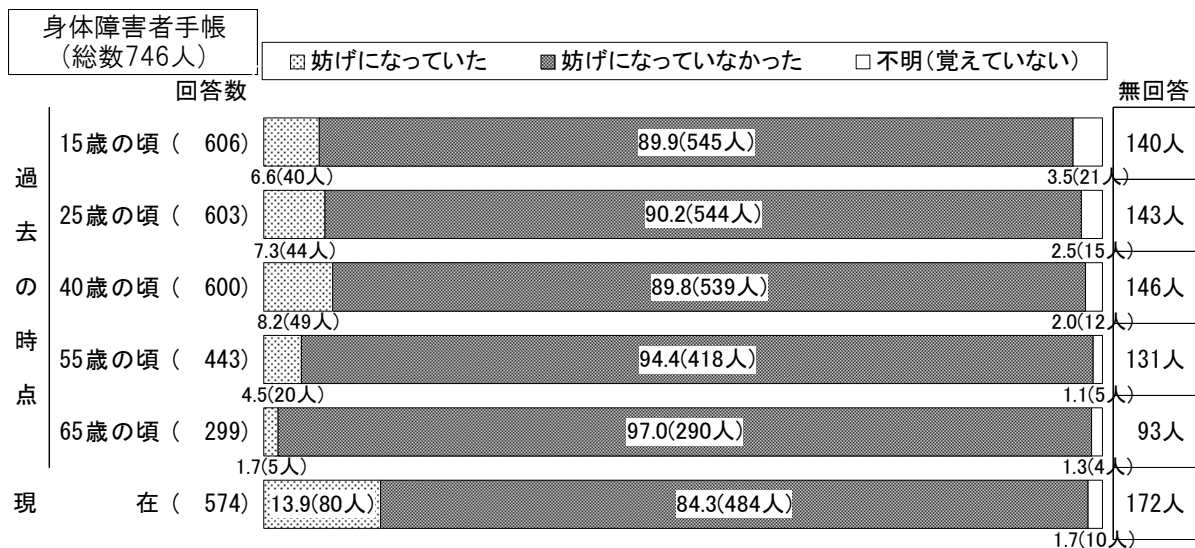 身体障害者手帳
(総数746人)
妨げになっていた 妨げになっていなかった 不明(覚えていない)
回答数 無回答
過去の時点
15歳の頃 ( 606) 89.9(545人) 140人
6.6(40人) 3.5(21人)
25歳の頃 ( 603) 90.2(544人) 143人
7.3(44人) 2.5(15人)
40歳の頃 ( 600) 89.8(539人) 146人
8.2(49人) 2.0(12人)
55歳の頃 ( 443) 94.4(418人) 131人
4.5(20人) 1.1(5人)
65歳の頃 ( 299) 97.0(290人) 93人
1.7(5人) 1.3(4人)
現 在 ( 574) 13.9(80人) 84.3(484人) 172人
1.7(10人)